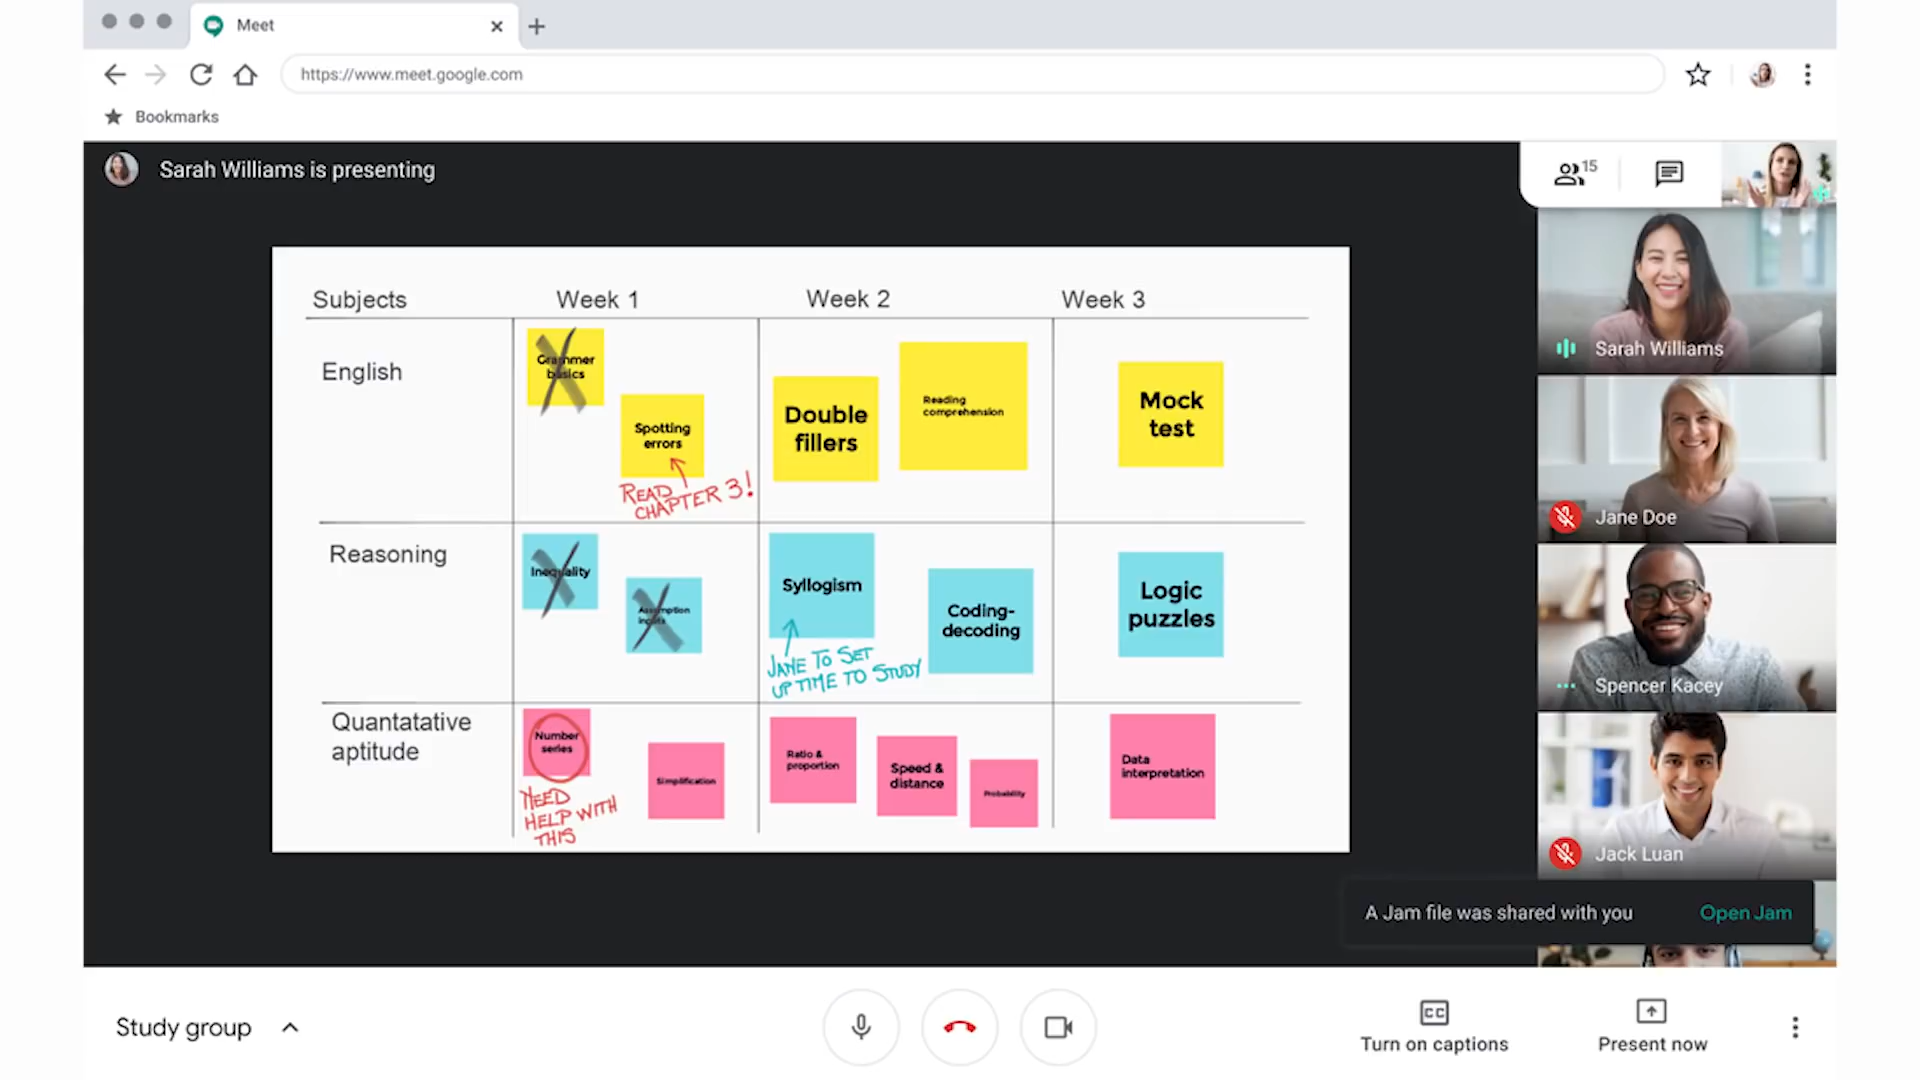 Meet
https://www.meet.google.com
Bookmarks
Sarah Williams is presenting
15
Subjects
Week 1
Week 2
Week 3
English
Grammer
basics
Spotting
errors
READ
CHAPTER 3!
Double
fillers
Reading
comprehension
Mock
test
Reasoning
Inequality
Assumption
inputs
Syllogism
JANE TO SET
UP TIME TO STUDY
Coding-
decoding
Logic
puzzles
Quantatative
aptitude
Number
series
NEED
HELP WITH
THIS
Simplification
Ratio &
proportion
Speed &
distance
Probability
Data
interpretation
Sarah Williams
Jane Doe
Spencer Kacey
Jack Luan
A Jam file was shared with you
Open Jam
Study group
CC
Turn on captions
Present now